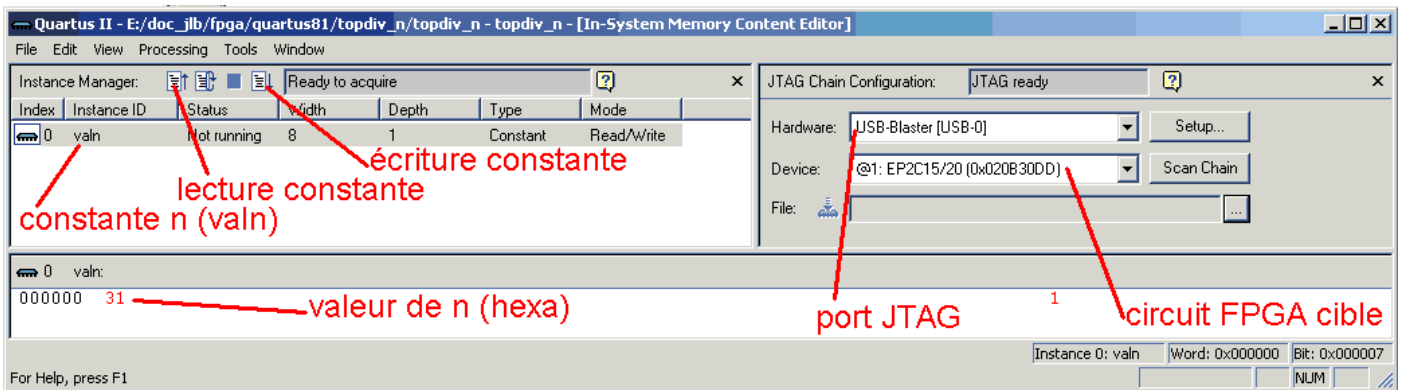 Quartus II - E:/doc_jlb/fpga/quartus81/topdiv_n/topdiv_n - topdiv_n - [In-System Memory Content Editor]
File Edit View Processing Tools Window
Instance Manager: Ready to acquire
Index Instance ID Status Width Depth Type Mode
0 valn Not running 8 1 Constant Read/Write
écriture constante
lecture constante
constante n (valn)
JTAG Chain Configuration: JTAG ready
Hardware: USB-Blaster [USB-0] Setup...
Device: @1: EP2C15/20 (0x020B30DD) Scan Chain
File: ...
0 valn:
000000 31 1
valeur de n (hexa)
port JTAG
circuit FPGA cible
Instance 0: valn Word: 0x000000 Bit: 0x000007
For Help, press F1 NUM